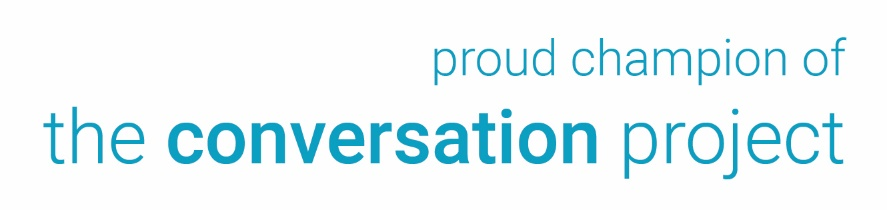 proud champion of
the conversation project